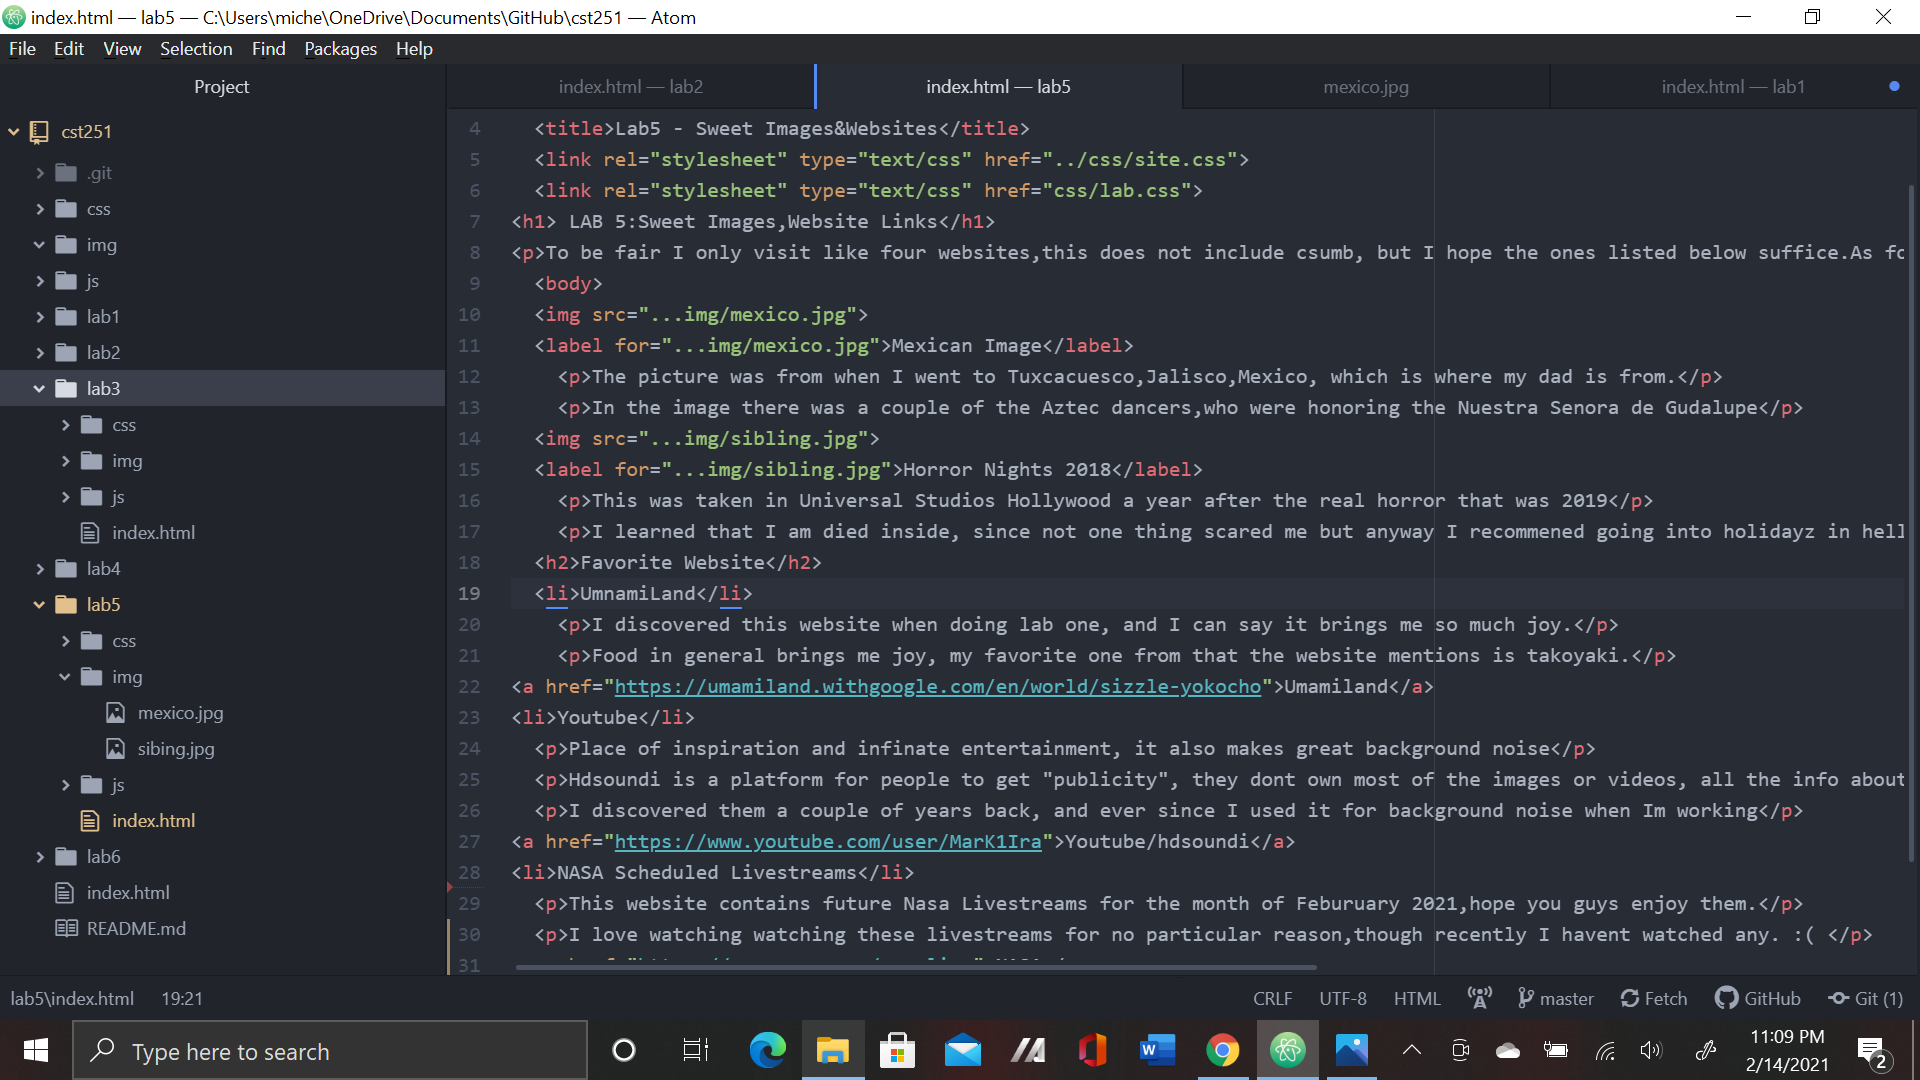 index.html — lab5 — C:\Users\miche\OneDrive\Documents\GitHub\cst251 — Atom
File Edit View Selection Find Packages Help
Project
index.html — lab2
index.html — lab5
mexico.jpg
index.html — lab1
cst251
.git
css
img
js
lab1
lab2
lab3
css
img
js
index.html
lab4
lab5
css
img
mexico.jpg
sibing.jpg
js
index.html
lab6
index.html
README.md
4 <title>Lab5 - Sweet Images&Websites</title>
5 <link rel="stylesheet" type="text/css" href="../css/site.css">
6 <link rel="stylesheet" type="text/css" href="css/lab.css">
7 <h1> LAB 5:Sweet Images,Website Links</h1>
8 <p>To be fair I only visit like four websites,this does not include csumb, but I hope the ones listed below suffice.As fo
9 <body>
10 <img src="...img/mexico.jpg">
11 <label for="...img/mexico.jpg">Mexican Image</label>
12 <p>The picture was from when I went to Tuxcacuesco,Jalisco,Mexico, which is where my dad is from.</p>
13 <p>In the image there was a couple of the Aztec dancers,who were honoring the Nuestra Senora de Gudalupe</p>
14 <img src="...img/sibling.jpg">
15 <label for="...img/sibling.jpg">Horror Nights 2018</label>
16 <p>This was taken in Universal Studios Hollywood a year after the real horror that was 2019</p>
17 <p>I learned that I am died inside, since not one thing scared me but anyway I recommened going into holidayz in hell
18 <h2>Favorite Website</h2>
19 <li>UmnamiLand</li>
20 <p>I discovered this website when doing lab one, and I can say it brings me so much joy.</p>
21 <p>Food in general brings me joy, my favorite one from that the website mentions is takoyaki.</p>
22 <a href="https://umamiland.withgoogle.com/en/world/sizzle-yokocho">Umamiland</a>
23 <li>Youtube</li>
24 <p>Place of inspiration and infinate entertainment, it also makes great background noise</p>
25 <p>Hdsoundi is a platform for people to get "publicity", they dont own most of the images or videos, all the info about
26 <p>I discovered them a couple of years back, and ever since I used it for background noise when Im working</p>
27 <a href="https://www.youtube.com/user/MarK1Ira">Youtube/hdsoundi</a>
28 <li>NASA Scheduled Livestreams</li>
29 <p>This website contains future Nasa Livestreams for the month of Feburuary 2021,hope you guys enjoy them.</p>
30 <p>I love watching watching these livestreams for no particular reason,though recently I havent watched any. :( </p>
31
lab5\index.html 19:21
CRLF UTF-8 HTML master Fetch GitHub Git (1)
Type here to search
11:09 PM
2/14/2021
2